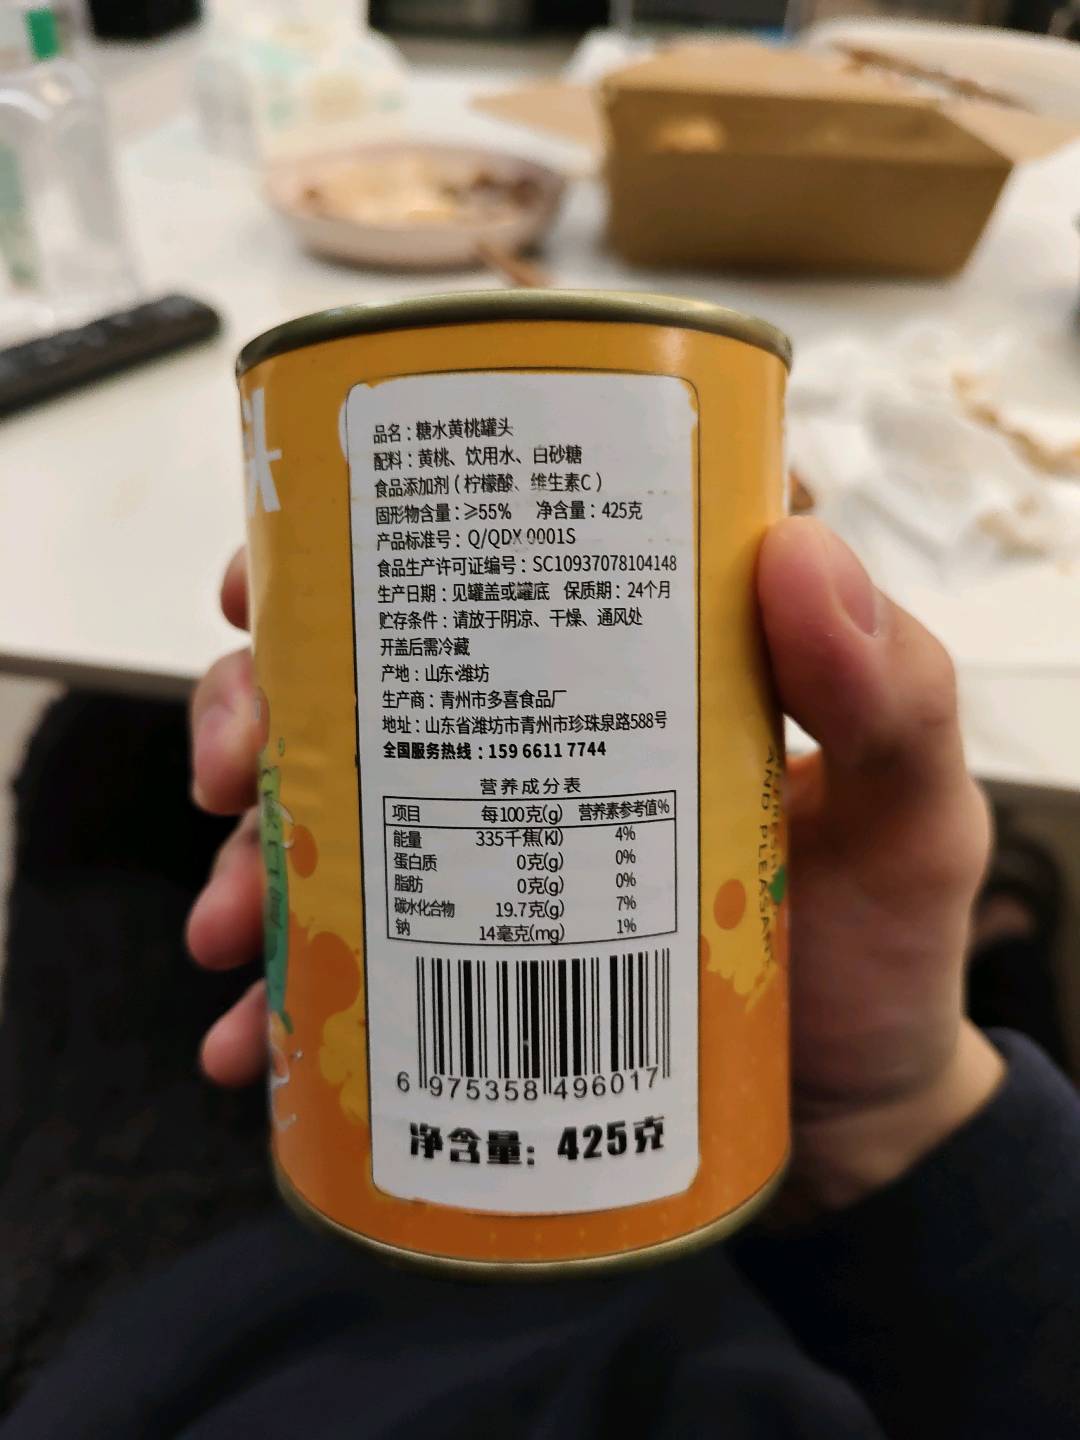 头
品名：糖水黄桃罐头
配料：黄桃、饮用水、白砂糖
食品添加剂（柠檬酸、维生素C）
固形物含量：≥55% 净含量：425克
产品标准号：Q/QDX 0001S
食品生产许可证编号：SC10937078104148
生产日期：见罐盖或罐底 保质期：24个月
贮存条件：请放于阴凉、干燥、通风处
开盖后需冷藏
产地：山东·潍坊
生产商：青州市多喜食品厂
地址：山东省潍坊市青州市珍珠泉路588号
全国服务热线：159 6611 7744
营养成分表
项目 每100克(g) 营养素参考值%
能量 335千焦(KJ) 4%
蛋白质 0克(g) 0%
脂肪 0克(g) 0%
碳水化合物 19.7克(g) 7%
钠 14毫克(mg) 1%
6 975358 496017
净含量：425克
AND PLEASANT